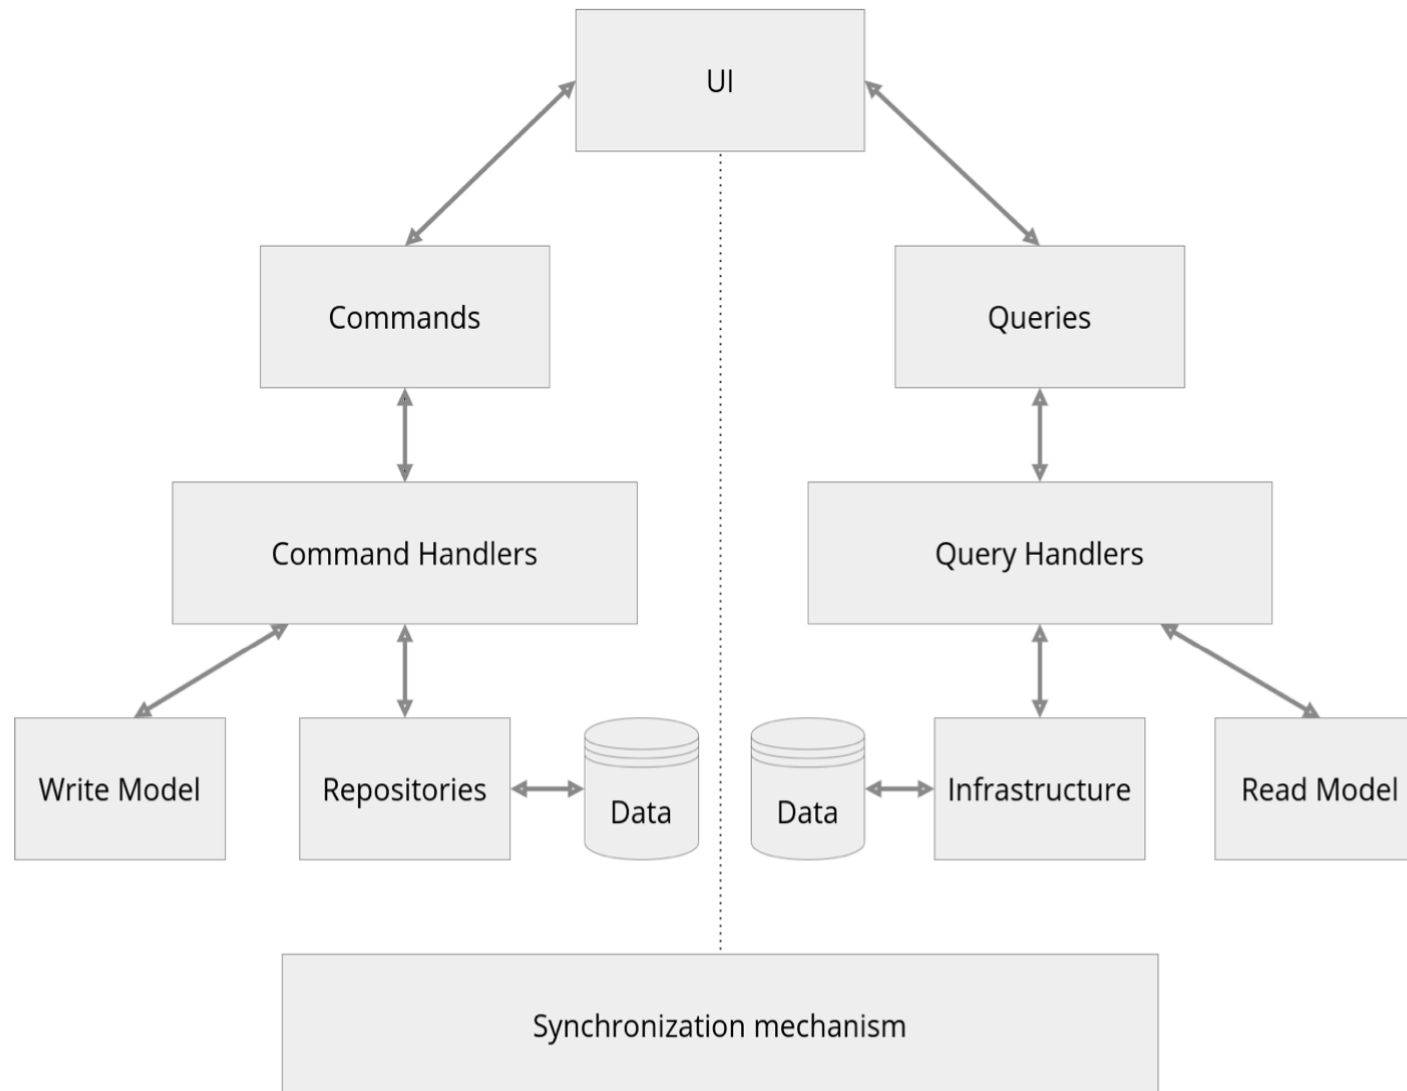 UI
Commands
Queries
Command Handlers
Query Handlers
Write Model
Repositories
Data
Data
Infrastructure
Read Model
Synchronization mechanism